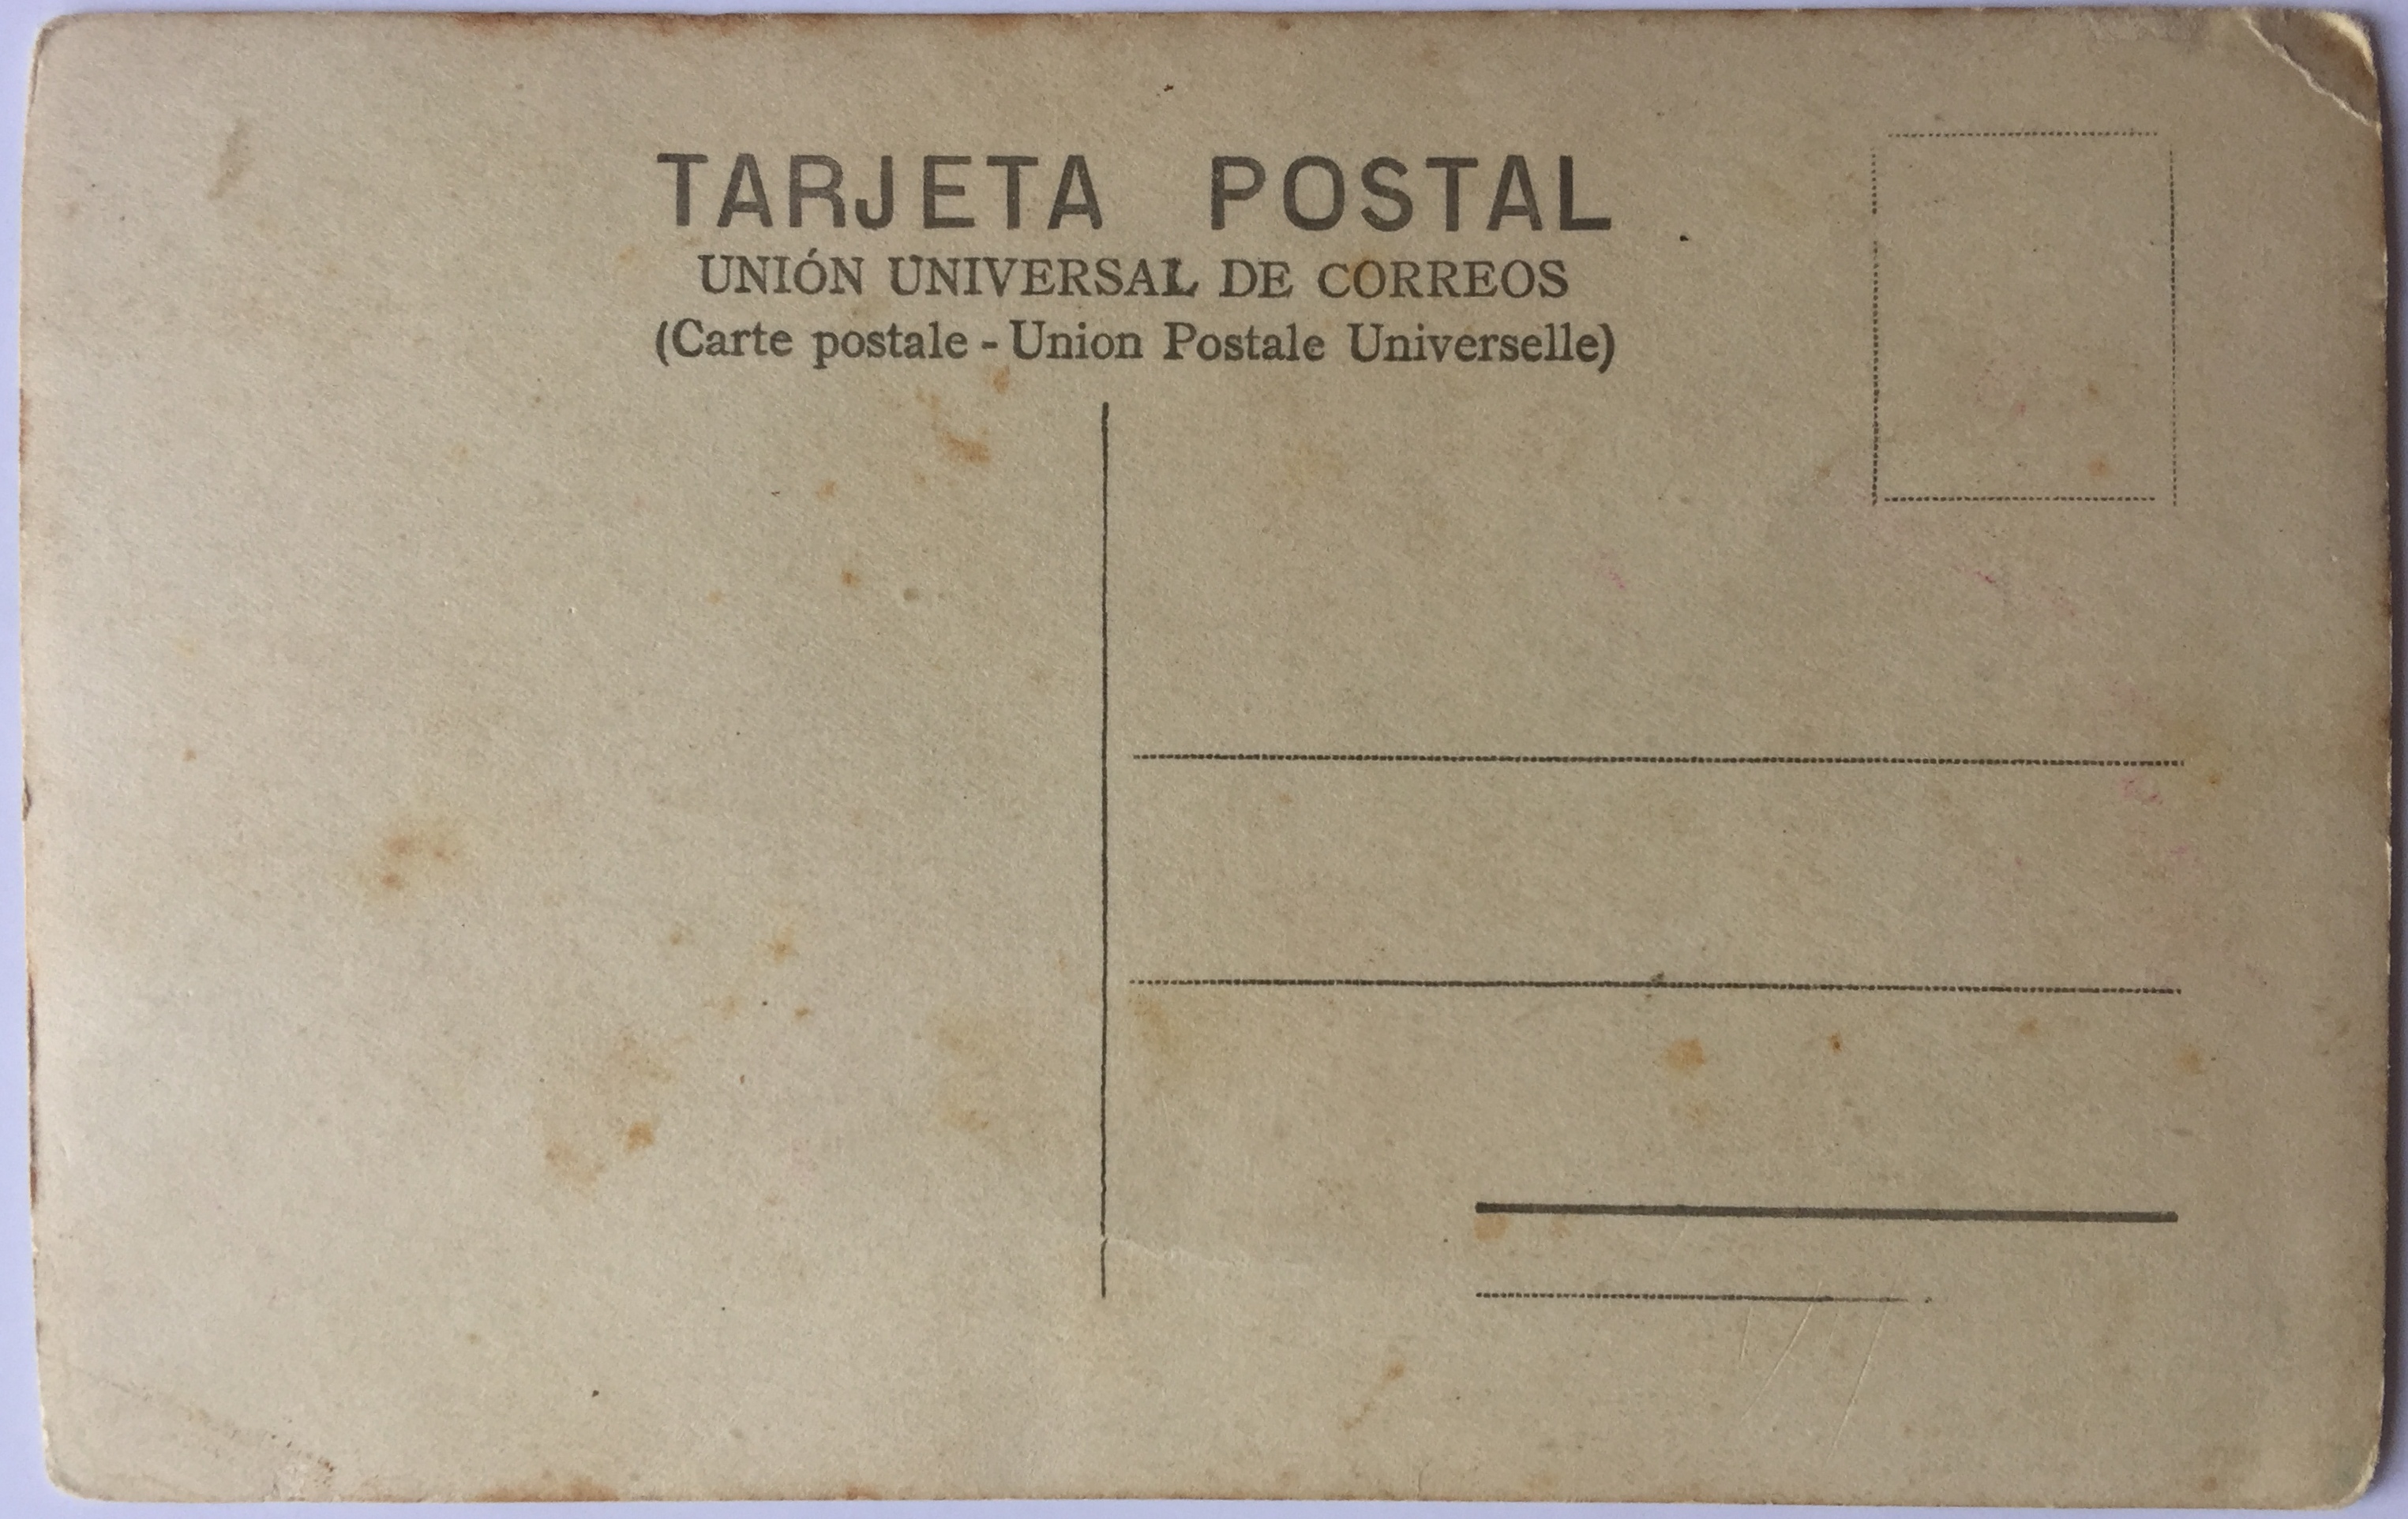 TARJETA POSTAL
UNIÓN UNIVERSAL DE CORREOS
(Carte postale - Union Postale Universelle)